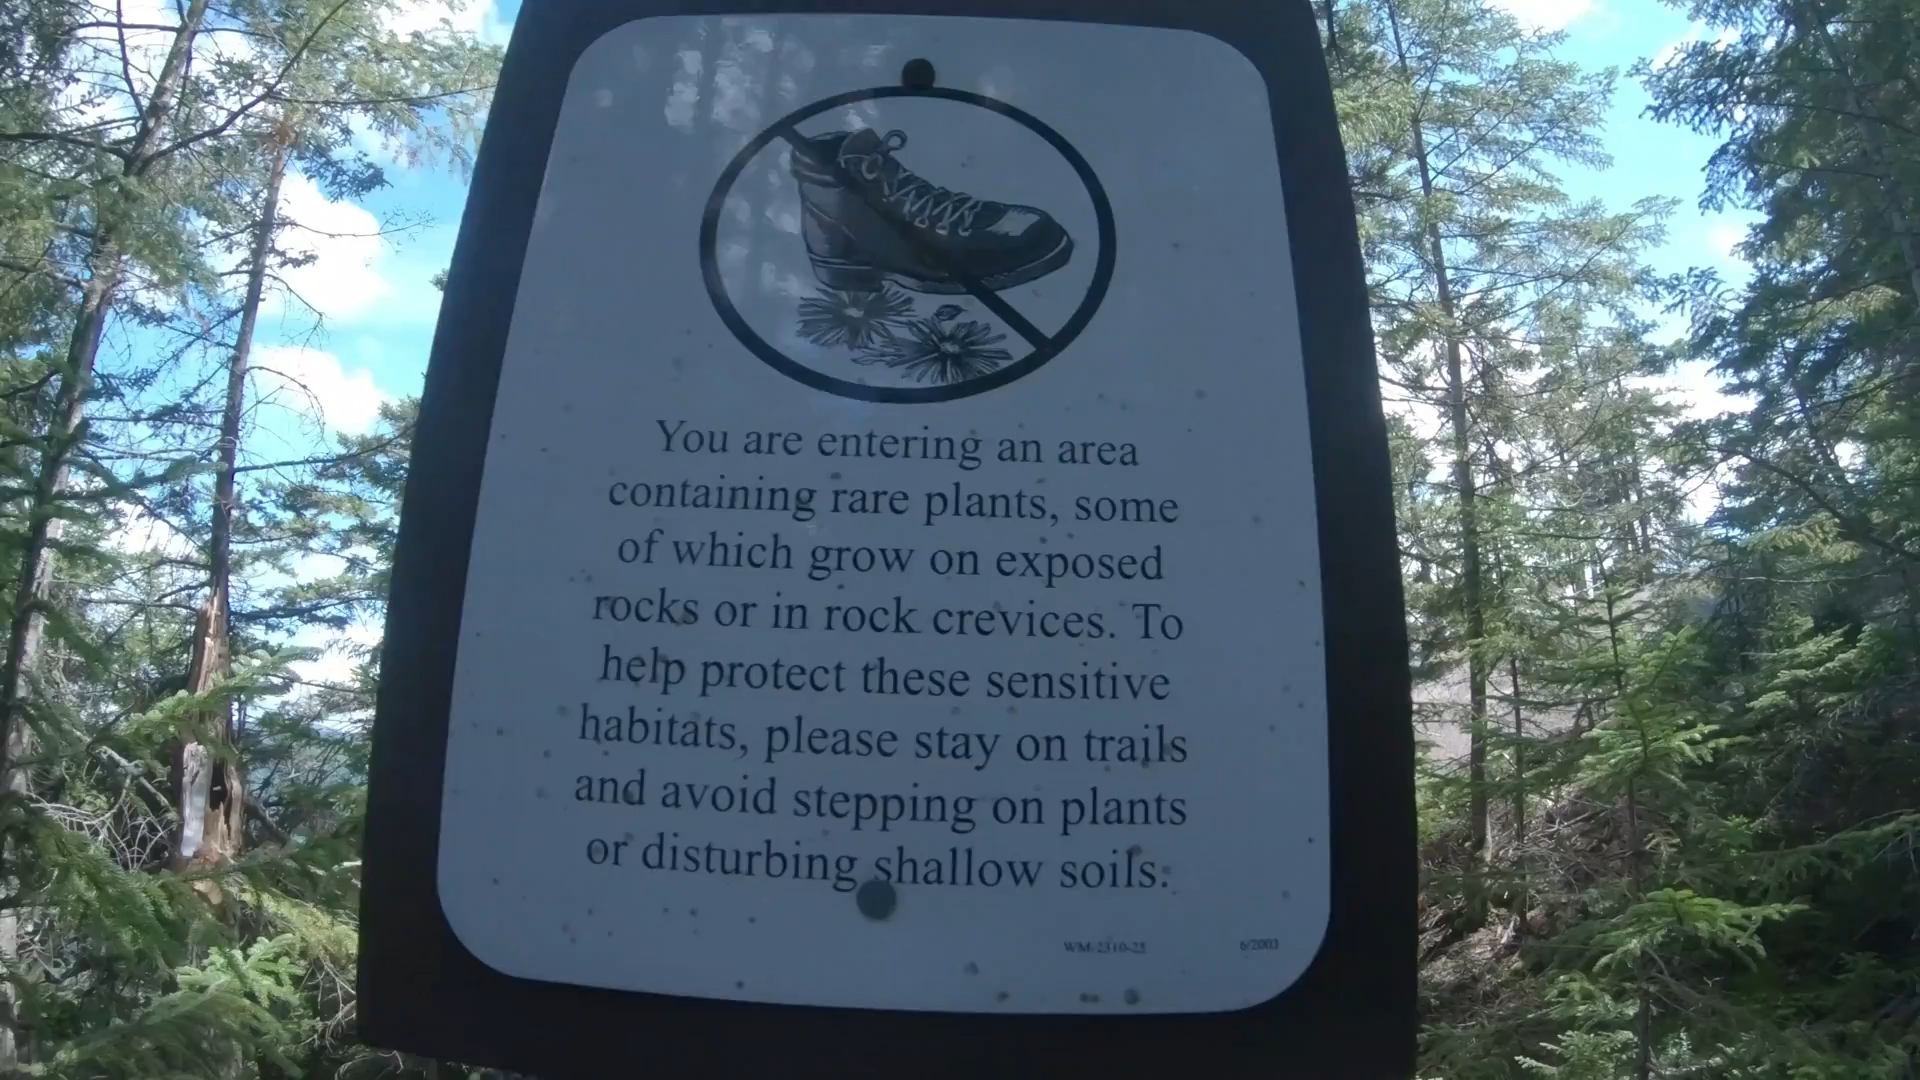 You are entering an area
containing rare plants, some
of which grow on exposed
rocks or in rock crevices. To
help protect these sensitive
habitats, please stay on trails
and avoid stepping on plants
or disturbing shallow soils.
WM-2310-25 6/2003